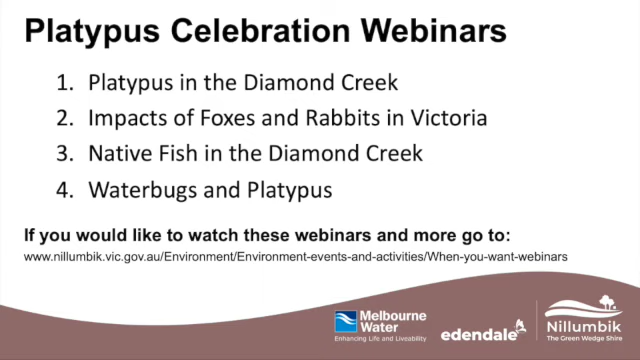 Platypus Celebration Webinars
1. Platypus in the Diamond Creek
2. Impacts of Foxes and Rabbits in Victoria
3. Native Fish in the Diamond Creek
4. Waterbugs and Platypus
If you would like to watch these webinars and more go to:
www.nillumbik.vic.gov.au/Environment/Environment-events-and-activities/When-you-want-webinars
Melbourne
Water
Enhancing Life and Liveability
edendale
Nillumbik
The Green Wedge Shire